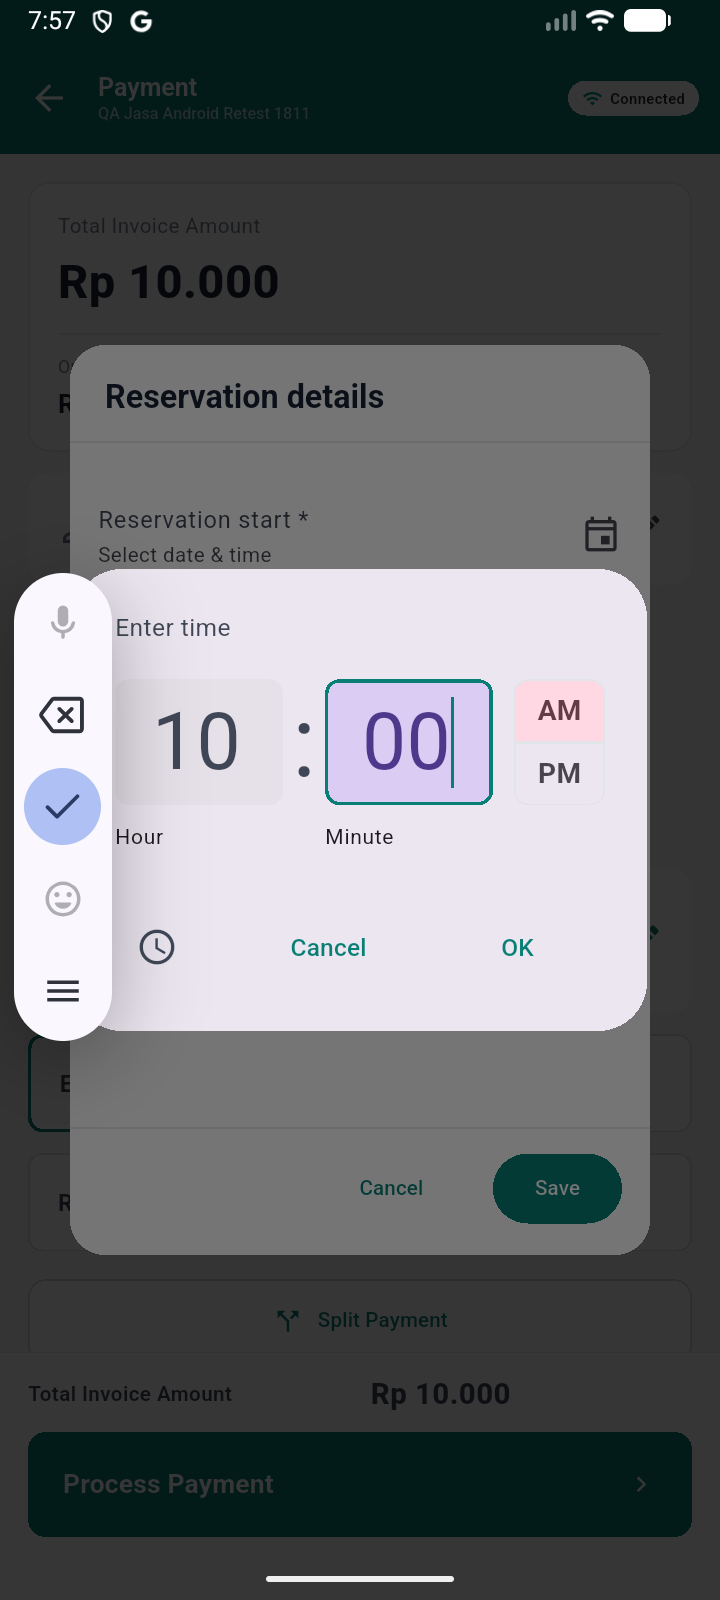 7:57
Payment
QA Jasa Android Retest 1811
Connected
Total Invoice Amount
Rp 10.000
Reservation details
Reservation start *
Select date & time
Enter time
10 : 00
AM
PM
Hour
Minute
Cancel
OK
Cancel
Save
Split Payment
Total Invoice Amount
Rp 10.000
Process Payment